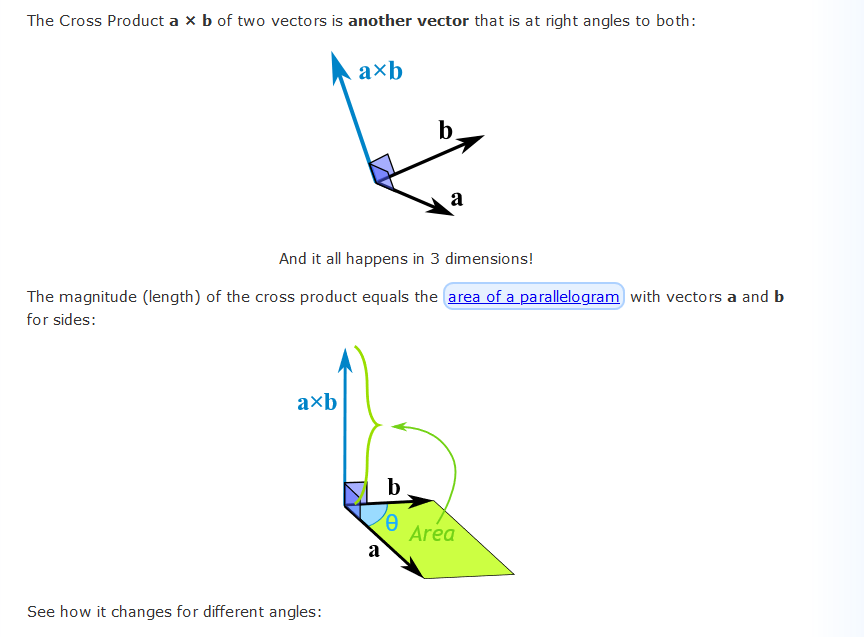 The Cross Product a × b of two vectors is another vector that is at right angles to both:
a×b
b
a
And it all happens in 3 dimensions!
The magnitude (length) of the cross product equals the area of a parallelogram with vectors a and b
for sides:
a×b
b
θ
Area
a
See how it changes for different angles: